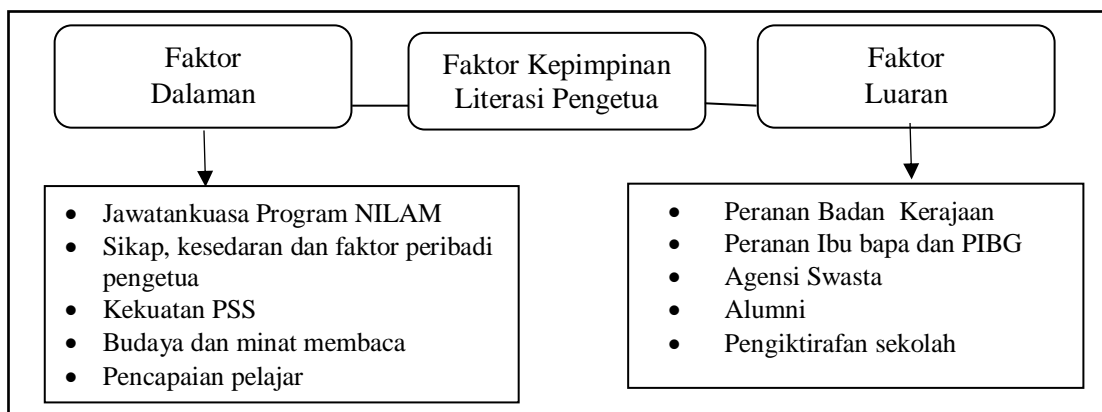 Faktor
Dalaman
Faktor Kepimpinan
Literasi Pengetua
Faktor
Luaran
• Jawatankuasa Program NILAM
• Sikap, kesedaran dan faktor peribadi
pengetua
• Kekuatan PSS
• Budaya dan minat membaca
• Pencapaian pelajar
• Peranan Badan Kerajaan
• Peranan Ibu bapa dan PIBG
• Agensi Swasta
• Alumni
• Pengiktirafan sekolah